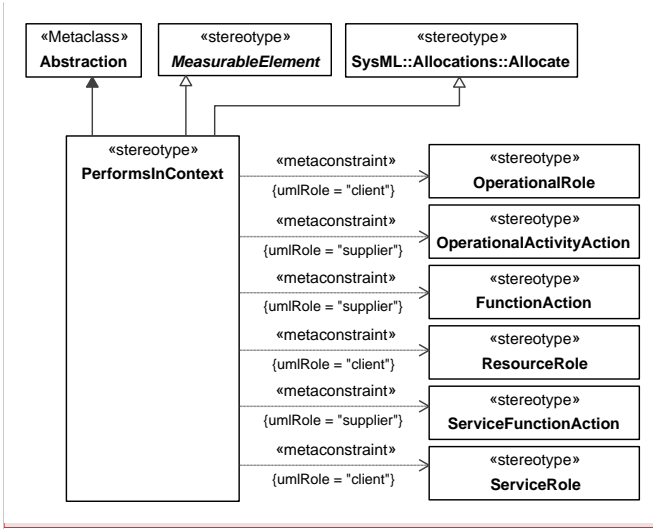 «Metaclass»
Abstraction
«stereotype»
MeasurableElement
«stereotype»
SysML::Allocations::Allocate
«stereotype»
PerformsInContext
«metaconstraint»
{umlRole = "client"}
«stereotype»
OperationalRole
«metaconstraint»
{umlRole = "supplier"}
«stereotype»
OperationalActivityAction
«metaconstraint»
{umlRole = "supplier"}
«stereotype»
FunctionAction
«metaconstraint»
{umlRole = "client"}
«stereotype»
ResourceRole
«metaconstraint»
{umlRole = "supplier"}
«stereotype»
ServiceFunctionAction
«metaconstraint»
{umlRole = "client"}
«stereotype»
ServiceRole